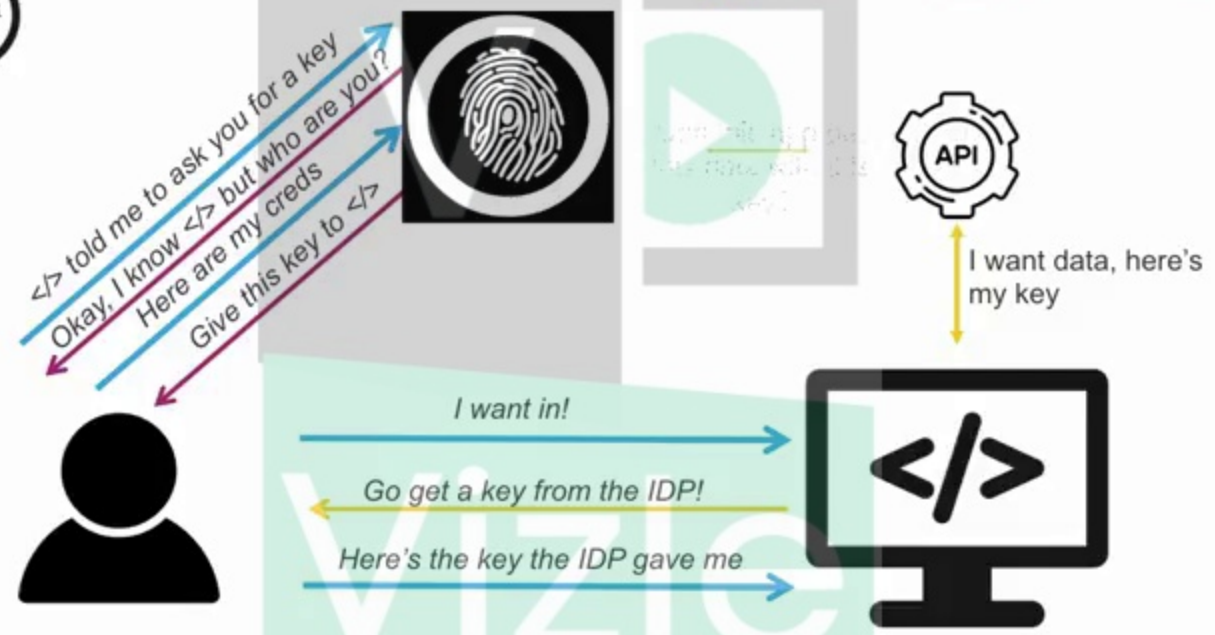 </> told me to ask you for a key
Okay, I know </> but who are you?
Here are my creds
Give this key to </>
API
I want data, here's
my key
I want in!
Go get a key from the IDP!
Here's the key the IDP gave me
</>
Vizle